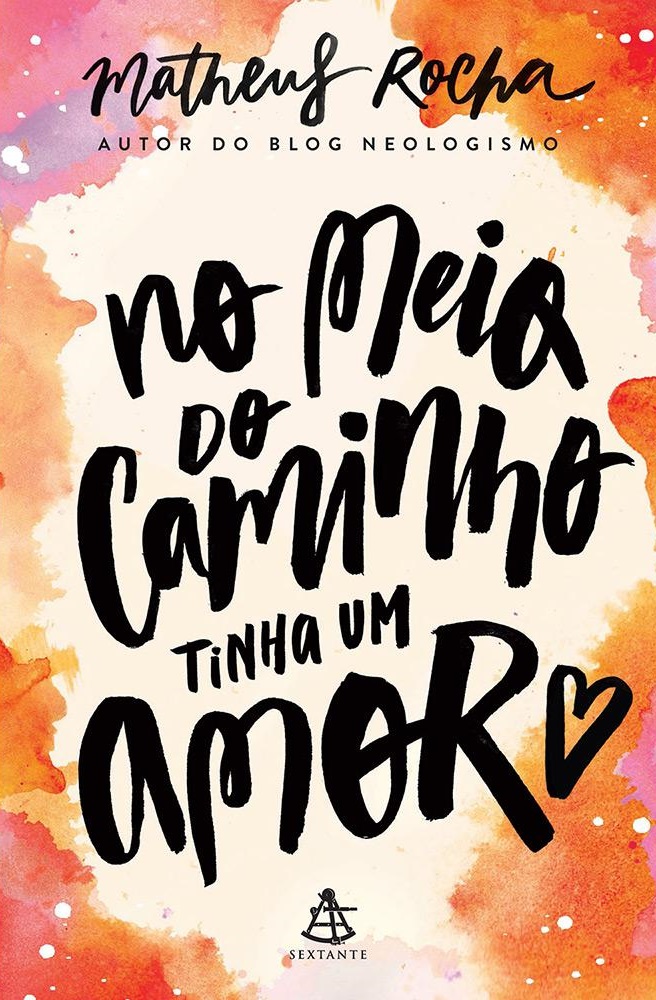 Matheus Rocha
AUTOR DO BLOG NEOLOGISMO
No Meio
DO
Caminho
TiNHA UM
AMOR
SEXTANTE